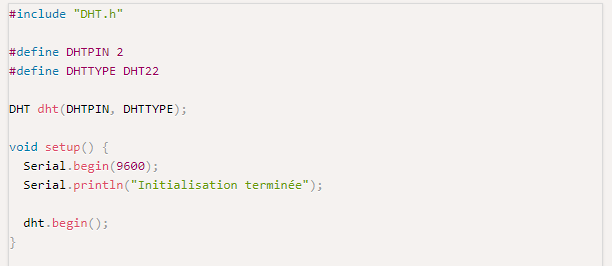 #include "DHT.h"
#define DHTPIN 2
#define DHTTYPE DHT22
DHT dht(DHTPIN, DHTTYPE);
void setup() {
  Serial.begin(9600);
  Serial.println("Initialisation terminée");
  dht.begin();
}